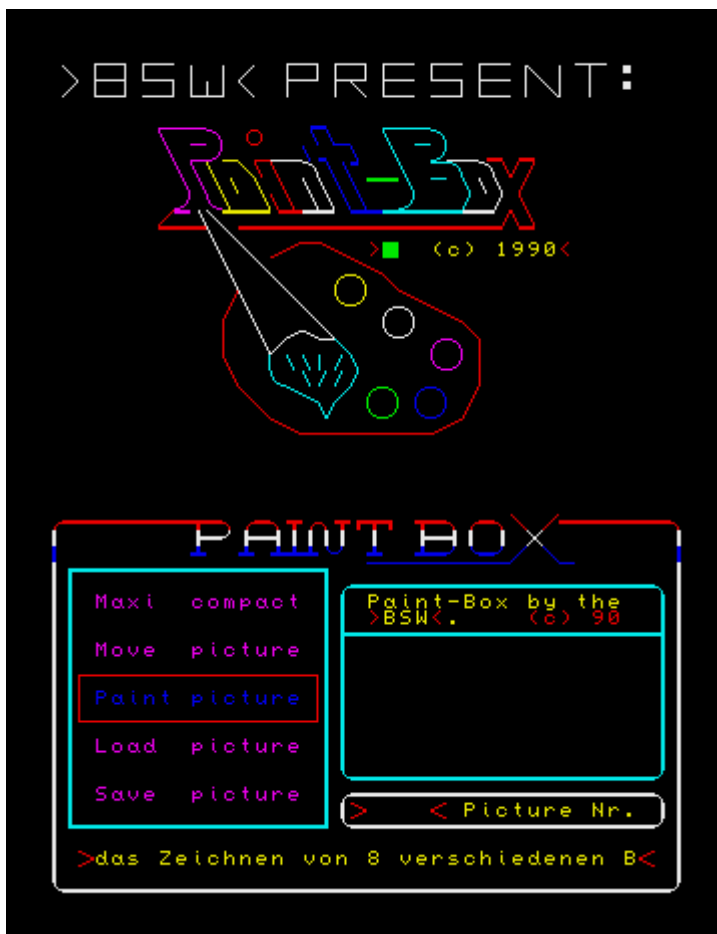 >BSW< PRESENT:
Paint-Box
>■ (c) 1990<
PAINT BOX
Maxi compact
Move picture
Paint picture
Load picture
Save picture
Paint-Box by the
>BSW<. (c) 90
> < Picture Nr.
>das Zeichnen von 8 verschiedenen B<